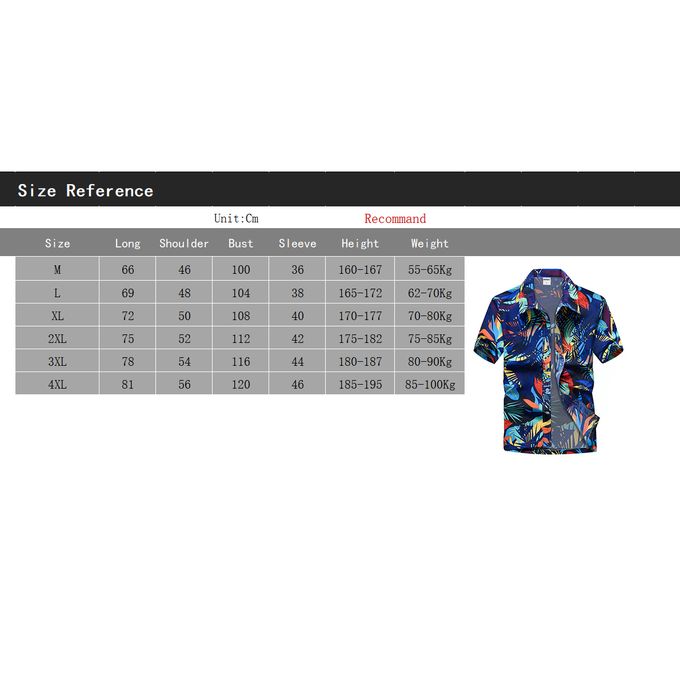 Size Reference
Unit:Cm Recommand
Size Long Shoulder Bust Sleeve Height Weight
M 66 46 100 36 160-167 55-65Kg
L 69 48 104 38 165-172 62-70Kg
XL 72 50 108 40 170-177 70-80Kg
2XL 75 52 112 42 175-182 75-85Kg
3XL 78 54 116 44 180-187 80-90Kg
4XL 81 56 120 46 185-195 85-100Kg